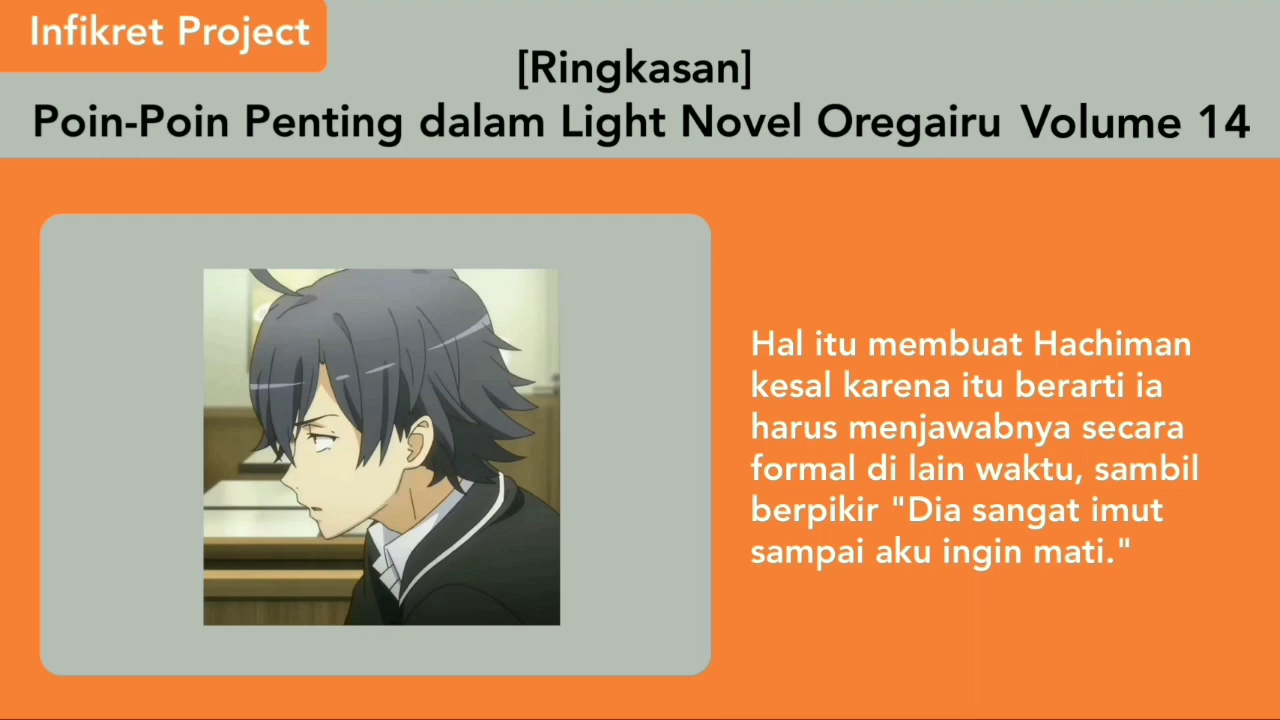 Infikret Project
[Ringkasan]
Poin-Poin Penting dalam Light Novel Oregairu Volume 14
Hal itu membuat Hachiman
kesal karena itu berarti ia
harus menjawabnya secara
formal di lain waktu, sambil
berpikir "Dia sangat imut
sampai aku ingin mati."